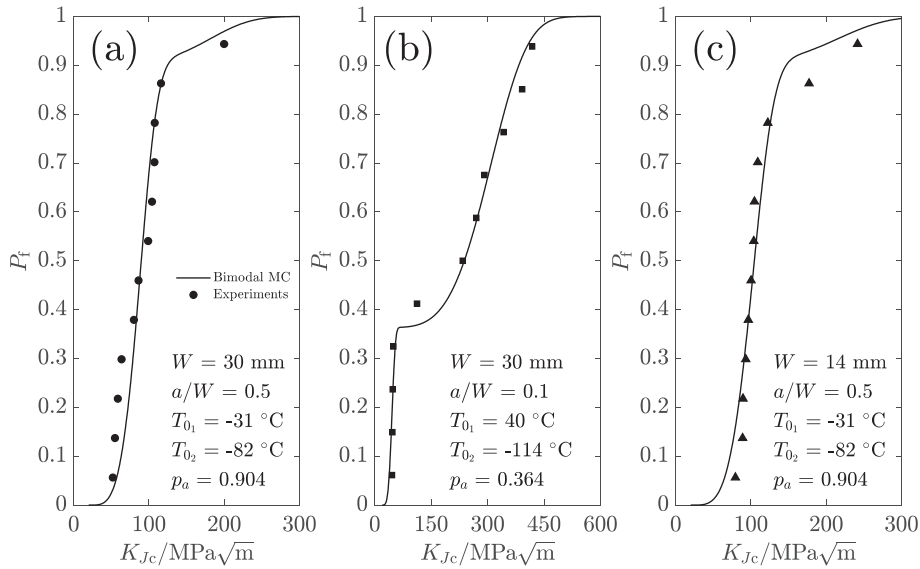 (a)
1
0.9
0.8
0.7
0.6
0.5
0.4
0.3
0.2
0.1
0
P_f
Bimodal MC
Experiments
W = 30 mm
a/W = 0.5
T_{0_1} = -31 °C
T_{0_2} = -82 °C
p_a = 0.904
0 100 200 300
K_{Jc}/MPa√m
(b)
1
0.9
0.8
0.7
0.6
0.5
0.4
0.3
0.2
0.1
0
P_f
W = 30 mm
a/W = 0.1
T_{0_1} = 40 °C
T_{0_2} = -114 °C
p_a = 0.364
0 150 300 450 600
K_{Jc}/MPa√m
(c)
1
0.9
0.8
0.7
0.6
0.5
0.4
0.3
0.2
0.1
0
P_f
W = 14 mm
a/W = 0.5
T_{0_1} = -31 °C
T_{0_2} = -82 °C
p_a = 0.904
0 100 200 300
K_{Jc}/MPa√m